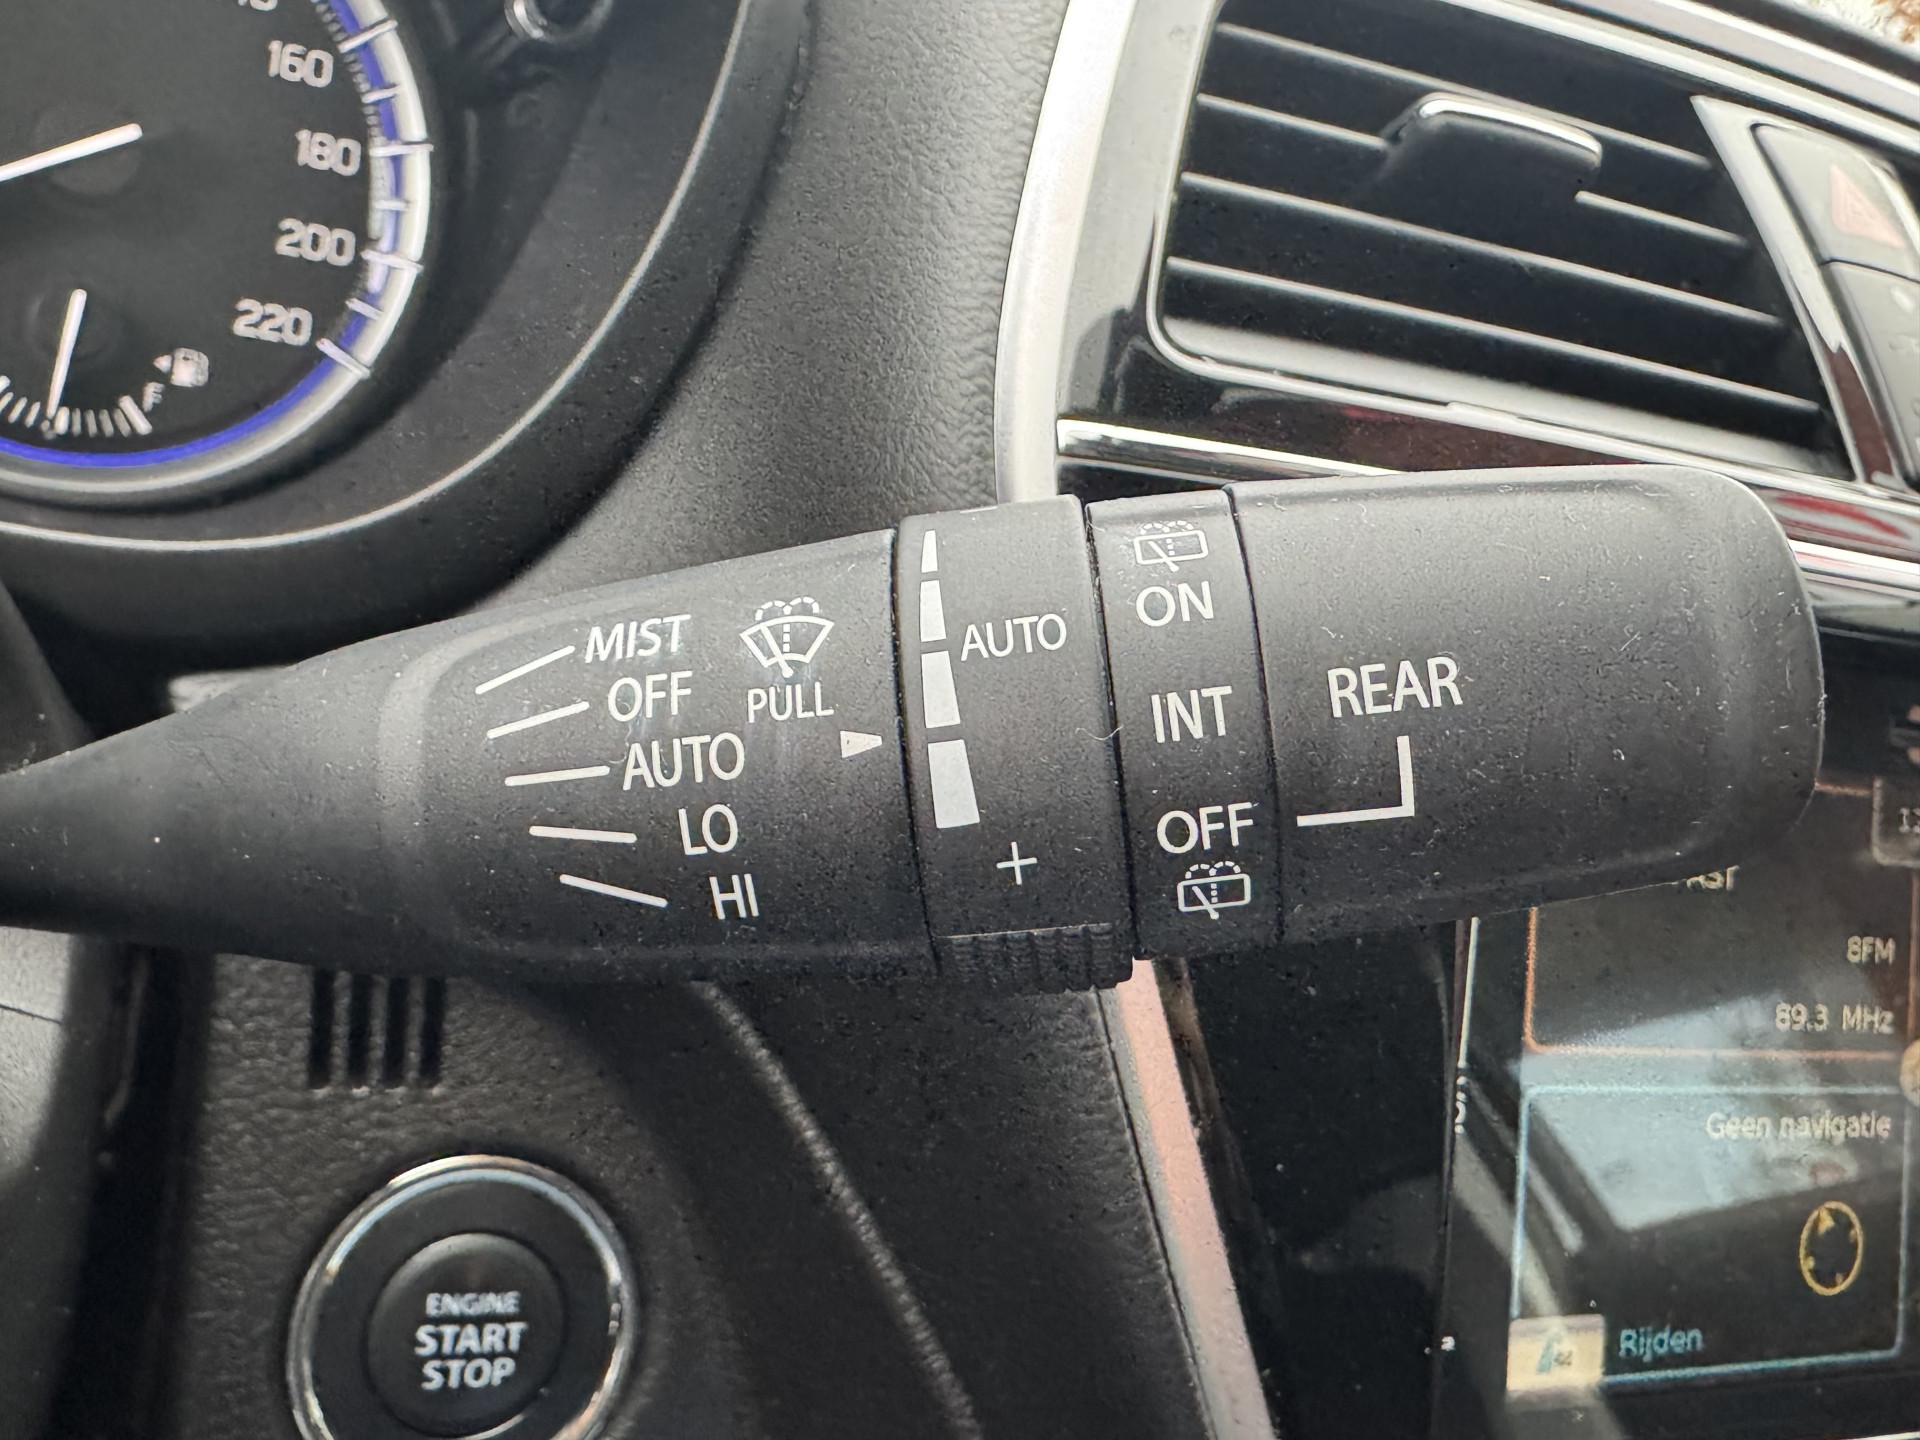 160
180
200
220
F
MIST
OFF
AUTO
LO
HI
PULL
AUTO
+
ON
INT
OFF
REAR
8FM
89.3 MHz
Geen navigatie
Rijden
ENGINE
START
STOP